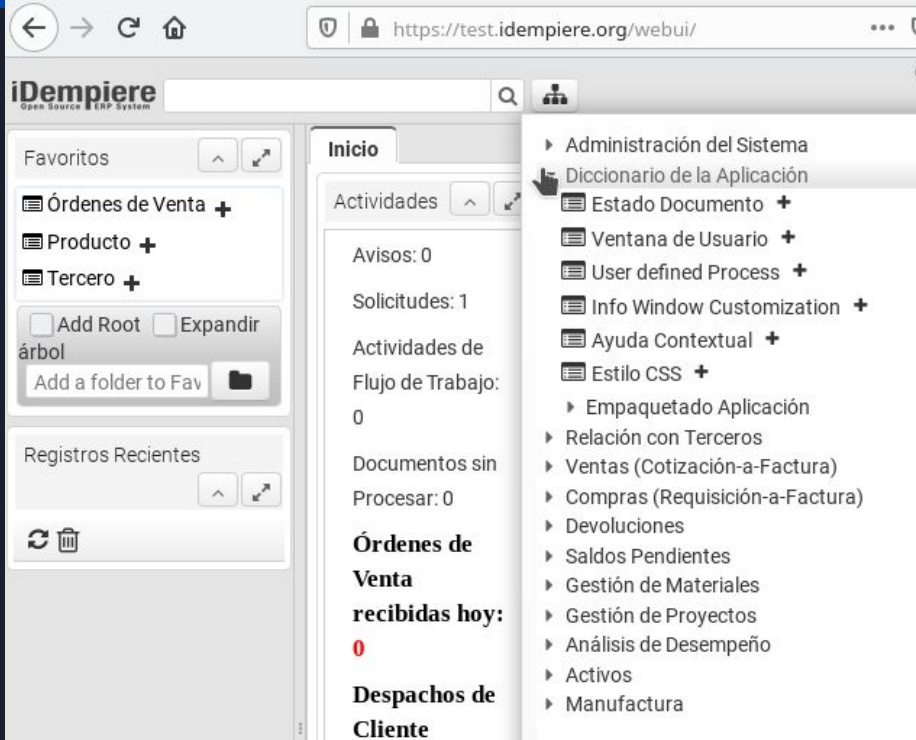 https://test.idempiere.org/webui/
iDempiere
Open Source ERP System
Favoritos
Órdenes de Venta
Producto
Tercero
Add Root Expandir
árbol
Add a folder to Fav
Registros Recientes
Inicio
Actividades
Avisos: 0
Solicitudes: 1
Actividades de
Flujo de Trabajo:
0
Documentos sin
Procesar: 0
Órdenes de
Venta
recibidas hoy:
0
Despachos de
Cliente
Administración del Sistema
Diccionario de la Aplicación
Estado Documento
Ventana de Usuario
User defined Process
Info Window Customization
Ayuda Contextual
Estilo CSS
Empaquetado Aplicación
Relación con Terceros
Ventas (Cotización-a-Factura)
Compras (Requisición-a-Factura)
Devoluciones
Saldos Pendientes
Gestión de Materiales
Gestión de Proyectos
Análisis de Desempeño
Activos
Manufactura